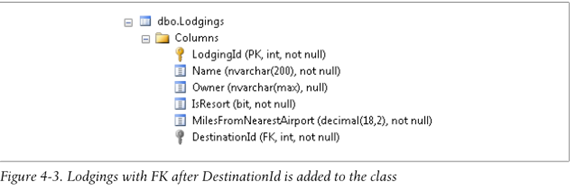 dbo.Lodgings
Columns
LodgingId (PK, int, not null)
Name (nvarchar(200), not null)
Owner (nvarchar(max), null)
IsResort (bit, not null)
MilesFromNearestAirport (decimal(18,2), not null)
DestinationId (FK, int, not null)
Figure 4-3. Lodgings with FK after DestinationId is added to the class